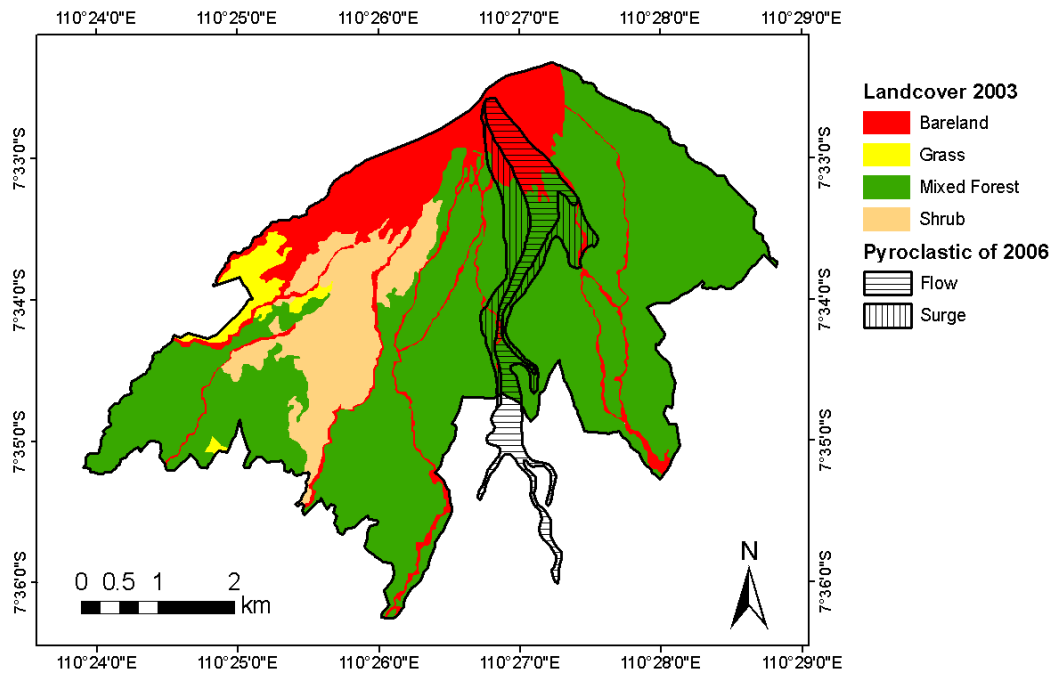 110°24'0"E 110°25'0"E 110°26'0"E 110°27'0"E 110°28'0"E 110°29'0"E
7°33'0"S
7°34'0"S
7°35'0"S
7°36'0"S
7°33'0"S
7°34'0"S
7°35'0"S
7°36'0"S
0 0.5 1 2
km
N
110°24'0"E 110°25'0"E 110°26'0"E 110°27'0"E 110°28'0"E 110°29'0"E
Landcover 2003
Bareland
Grass
Mixed Forest
Shrub
Pyroclastic of 2006
Flow
Surge